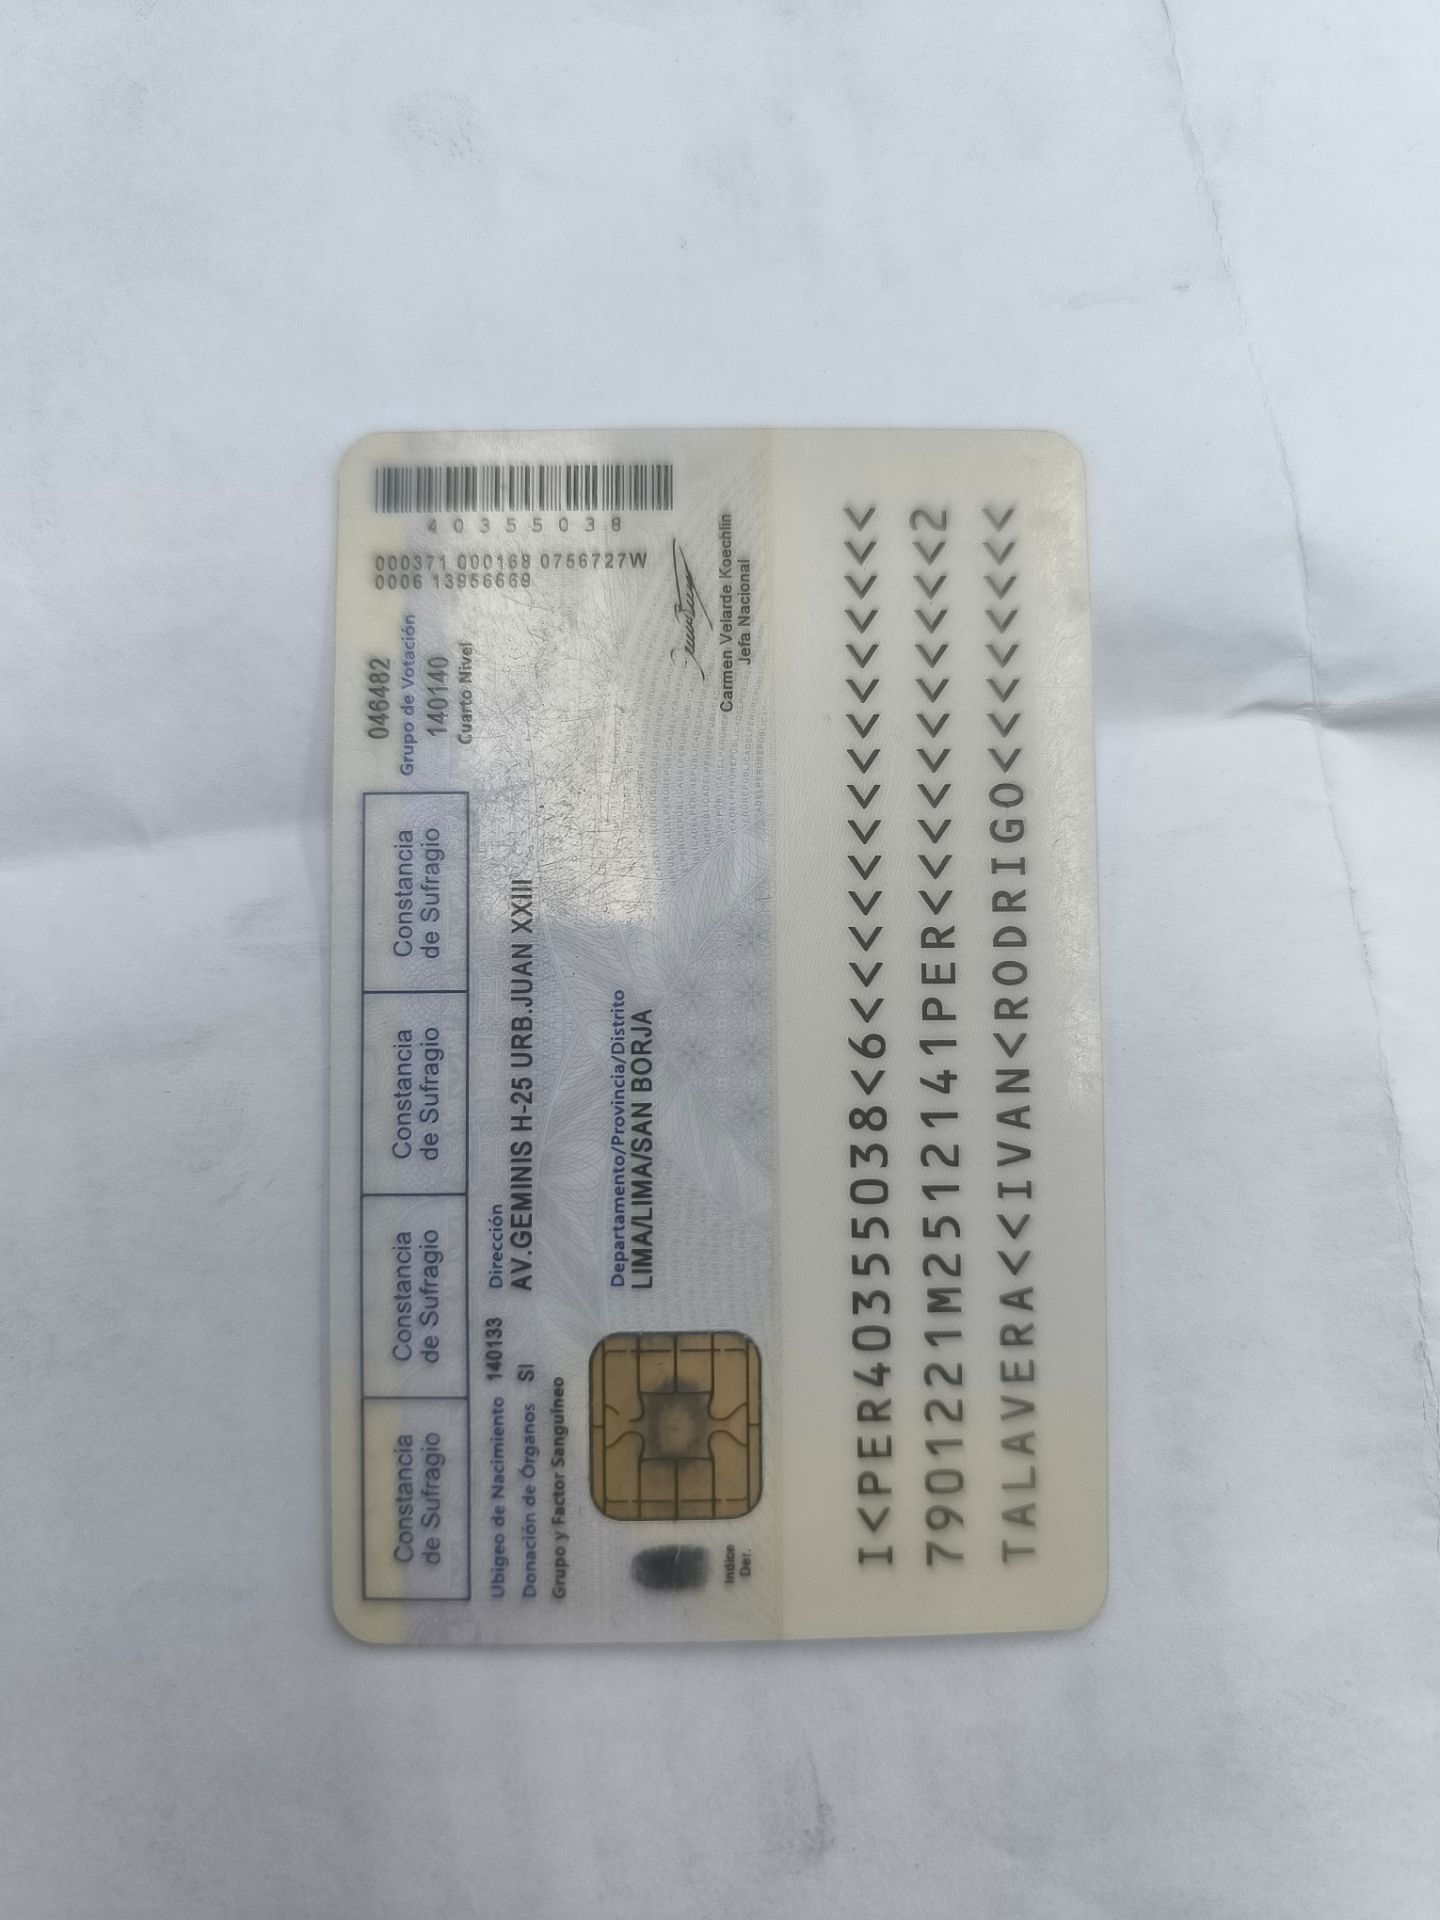 Constancia
de Sufragio
Constancia
de Sufragio
Constancia
de Sufragio
Constancia
de Sufragio
046482
Grupo de Votación
140140
Cuarto Nivel
40355038
000371 000168 0756727W
0006 13956669
Ubigeo de Nacimiento 140133
Donación de Órganos SI
Grupo y Factor Sanguíneo
Dirección
AV.GEMINIS H-25 URB.JUAN XXIII
Departamento/Provincia/Distrito
LIMA/LIMA/SAN BORJA
Carmen Velarde Koechlin
Jefa Nacional
Indice
Der.
I<PER40355038<6<<<<<<<<<<<<<<<
7901221M2512141PER<<<<<<<<<<<2
TALAVERA<<IVAN<RODRIGO<<<<<<<<